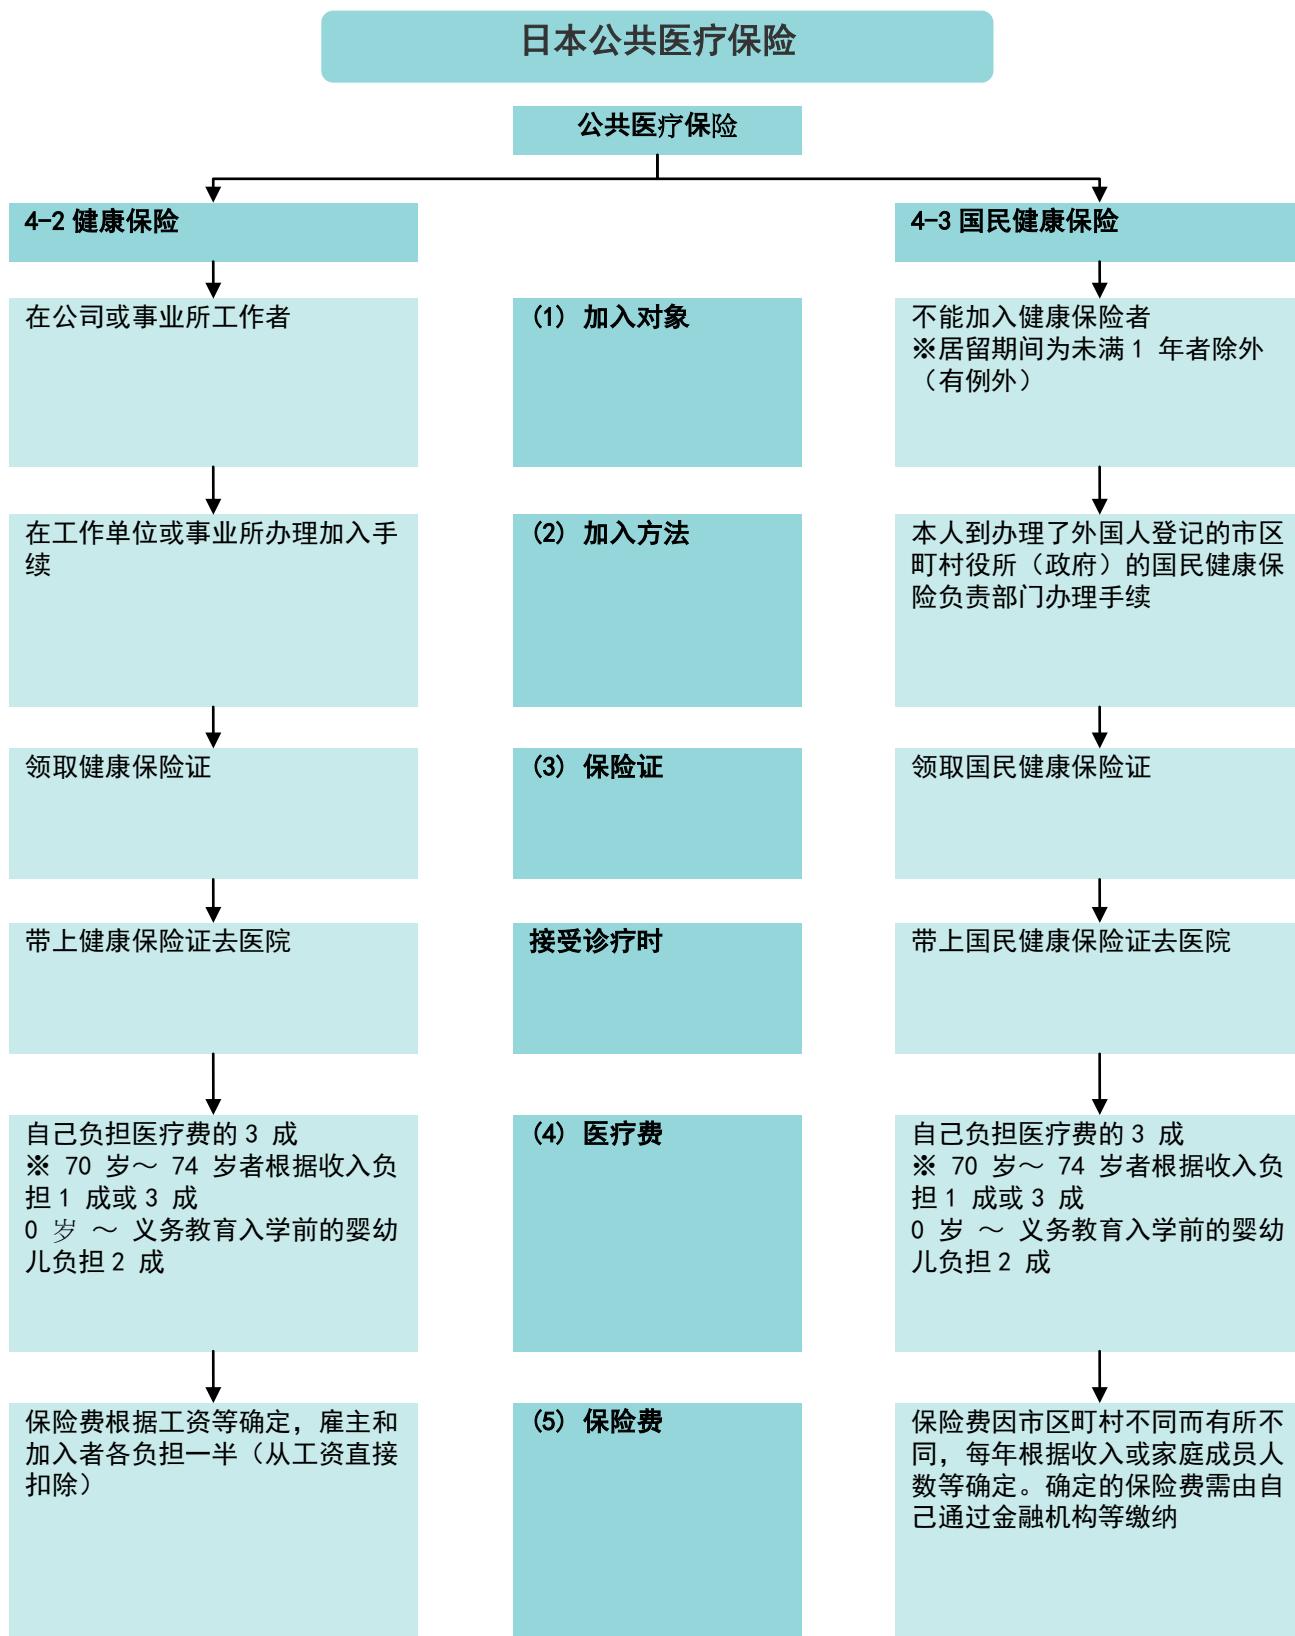 日本公共医疗保险
公共医疗保险
4-2 健康保险
4-3 国民健康保险
在公司或事业所工作者
(1) 加入对象
不能加入健康保险者
※居留期间为未满 1 年者除外
（有例外）
在工作单位或事业所办理加入手
续
(2) 加入方法
本人到办理了外国人登记的市区
町村役所（政府）的国民健康保
险负责部门办理手续
领取健康保险证
(3) 保险证
领取国民健康保险证
带上健康保险证去医院
接受诊疗时
带上国民健康保险证去医院
自己负担医疗费的 3 成
※ 70 岁～ 74 岁者根据收入负
担 1 成或 3 成
0 岁 ～ 义务教育入学前的婴幼
儿负担 2 成
(4) 医疗费
自己负担医疗费的 3 成
※ 70 岁～ 74 岁者根据收入负
担 1 成或 3 成
0 岁 ～ 义务教育入学前的婴幼
儿负担 2 成
保险费根据工资等确定，雇主和
加入者各负担一半（从工资直接
扣除）
(5) 保险费
保险费因市区町村不同而有所不
同，每年根据收入或家庭成员人
数等确定。确定的保险费需由自
己通过金融机构等缴纳